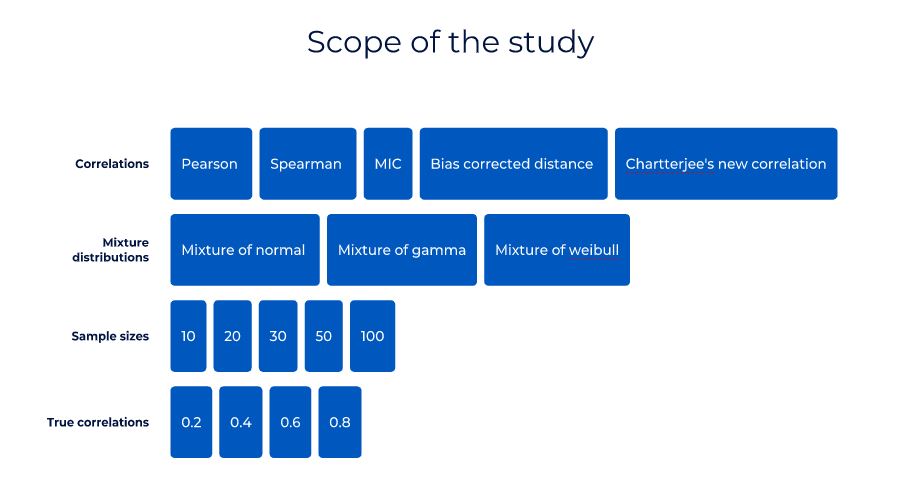 Scope of the study
Correlations
Pearson
Spearman
MIC
Bias corrected distance
Chartterjee's new correlation
Mixture
distributions
Mixture of normal
Mixture of gamma
Mixture of weibull
Sample sizes
10
20
30
50
100
True correlations
0.2
0.4
0.6
0.8